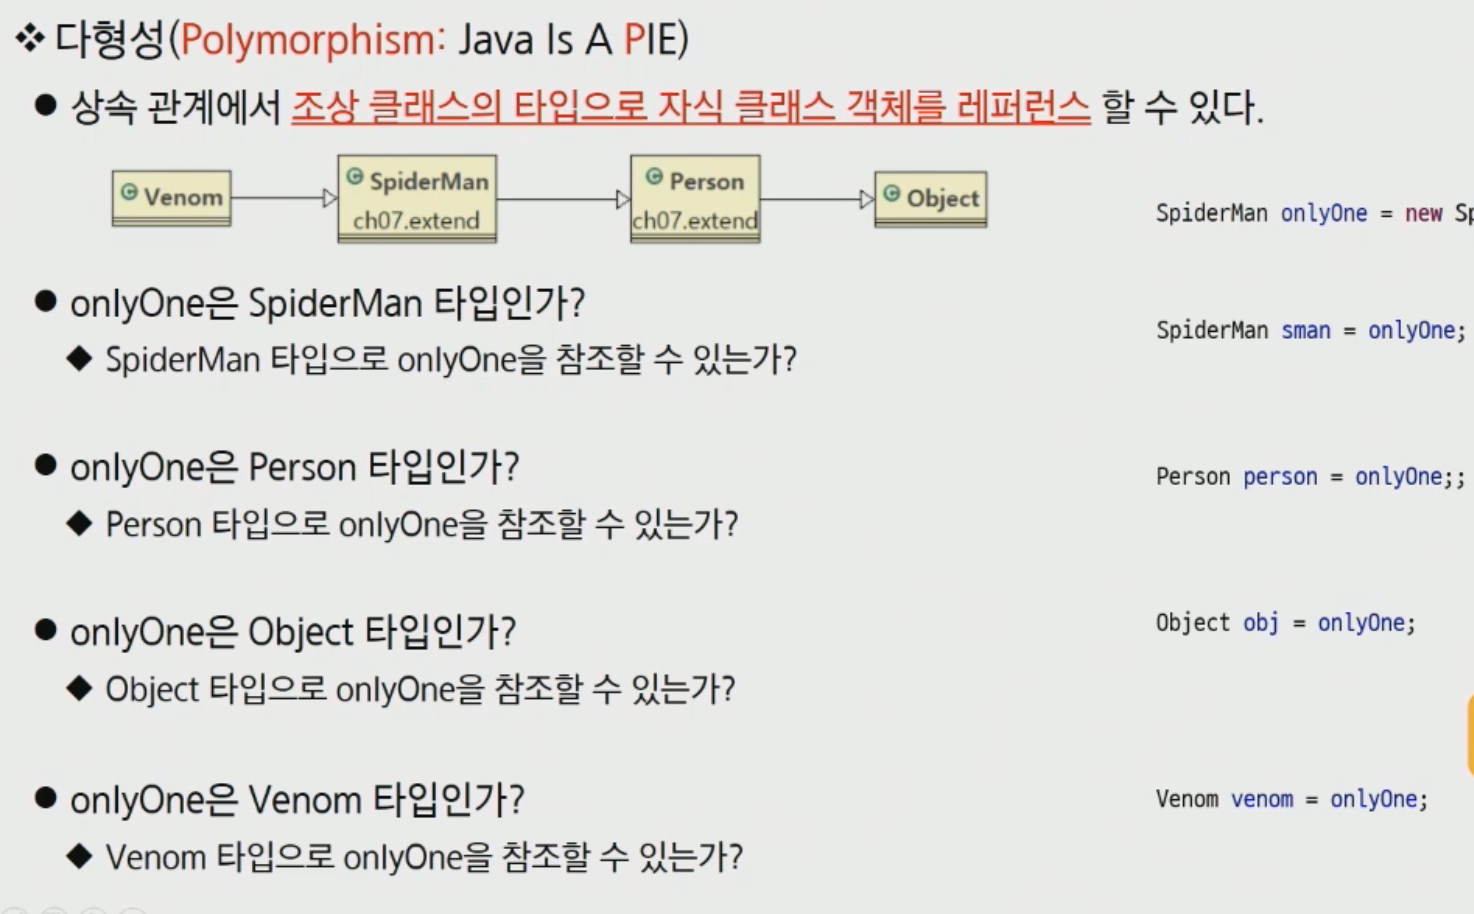 ❖ 다형성(Polymorphism: Java Is A PIE)
● 상속 관계에서 조상 클래스의 타입으로 자식 클래스 객체를 레퍼런스 할 수 있다.
Venom
SpiderMan
ch07.extend
Person
ch07.extend
Object
SpiderMan onlyOne = new Sp
● onlyOne은 SpiderMan 타입인가?
◆ SpiderMan 타입으로 onlyOne을 참조할 수 있는가?
SpiderMan sman = onlyOne;
● onlyOne은 Person 타입인가?
◆ Person 타입으로 onlyOne을 참조할 수 있는가?
Person person = onlyOne;;
● onlyOne은 Object 타입인가?
◆ Object 타입으로 onlyOne을 참조할 수 있는가?
Object obj = onlyOne;
● onlyOne은 Venom 타입인가?
◆ Venom 타입으로 onlyOne을 참조할 수 있는가?
Venom venom = onlyOne;